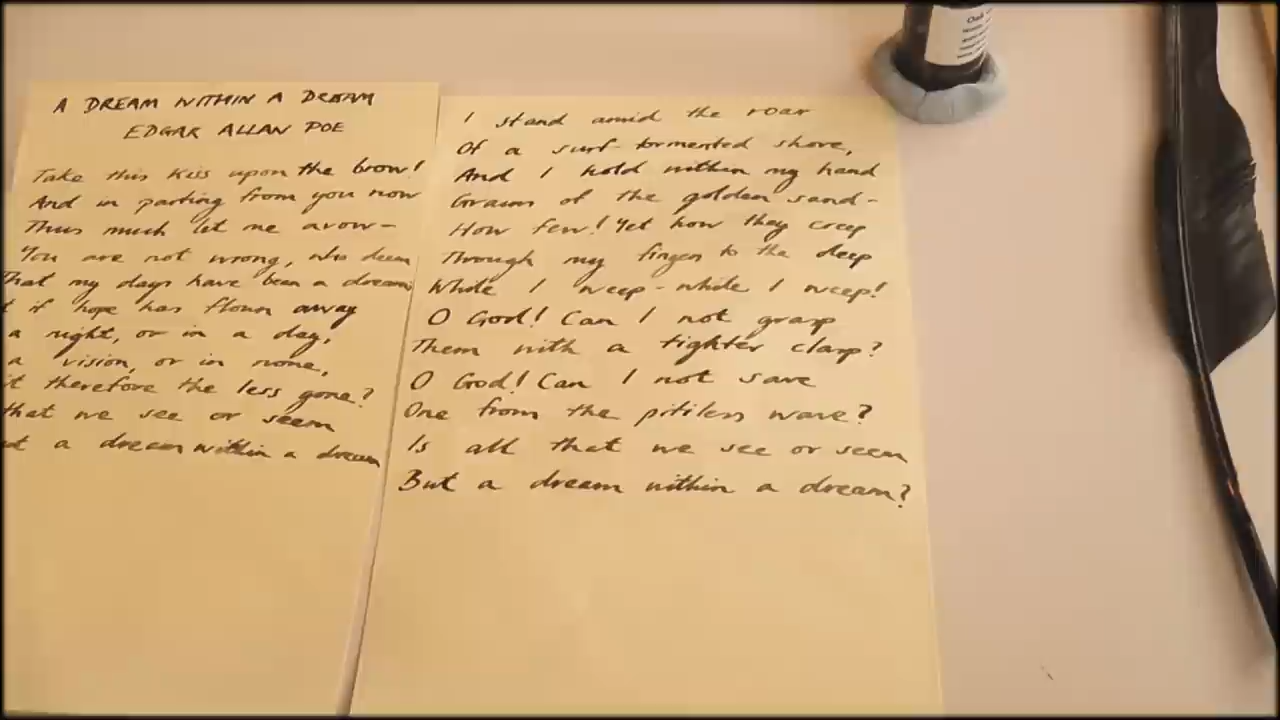 A DREAM WITHIN A DREAM
EDGAR ALLAN POE
Take this kiss upon the brow!
And in parting from you now
Thus much let me avow-
You are not wrong, who deem
That my days have been a dream;
t if hope has flown away
a night, or in a day,
a vision, or in none,
it therefore the less gone?
that we see or seem
ut a dream within a dream
I stand amid the roar
Of a surf-tormented shore,
And I hold within my hand
Grains of the golden sand-
How few! Yet how they creep
Through my fingers to the deep
While I weep-while I weep!
O God! Can I not grasp
Them with a tighter clasp?
O God! Can I not save
One from the pitiless wave?
Is all that we see or seem
But a dream within a dream?
Oak